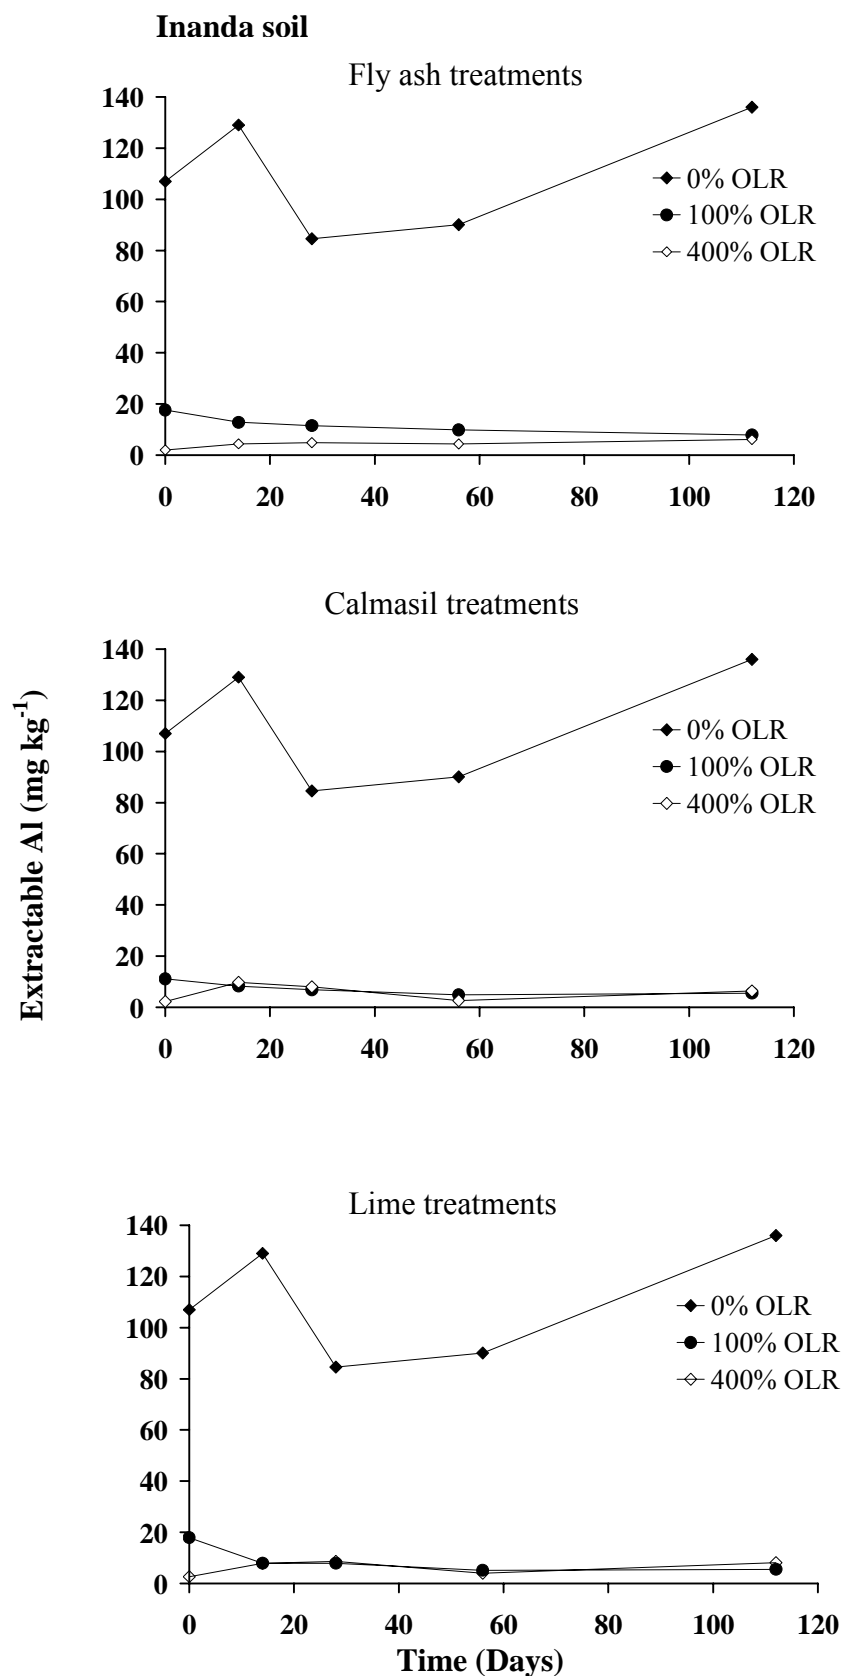 Inanda soil
Fly ash treatments
140
120
100
80
60
40
20
0
0% OLR
100% OLR
400% OLR
0 20 40 60 80 100 120
Calmasil treatments
140
120
100
80
60
40
20
0
0% OLR
100% OLR
400% OLR
0 20 40 60 80 100 120
Extractable Al (mg kg⁻¹)
Lime treatments
140
120
100
80
60
40
20
0
0% OLR
100% OLR
400% OLR
0 20 40 60 80 100 120
Time (Days)